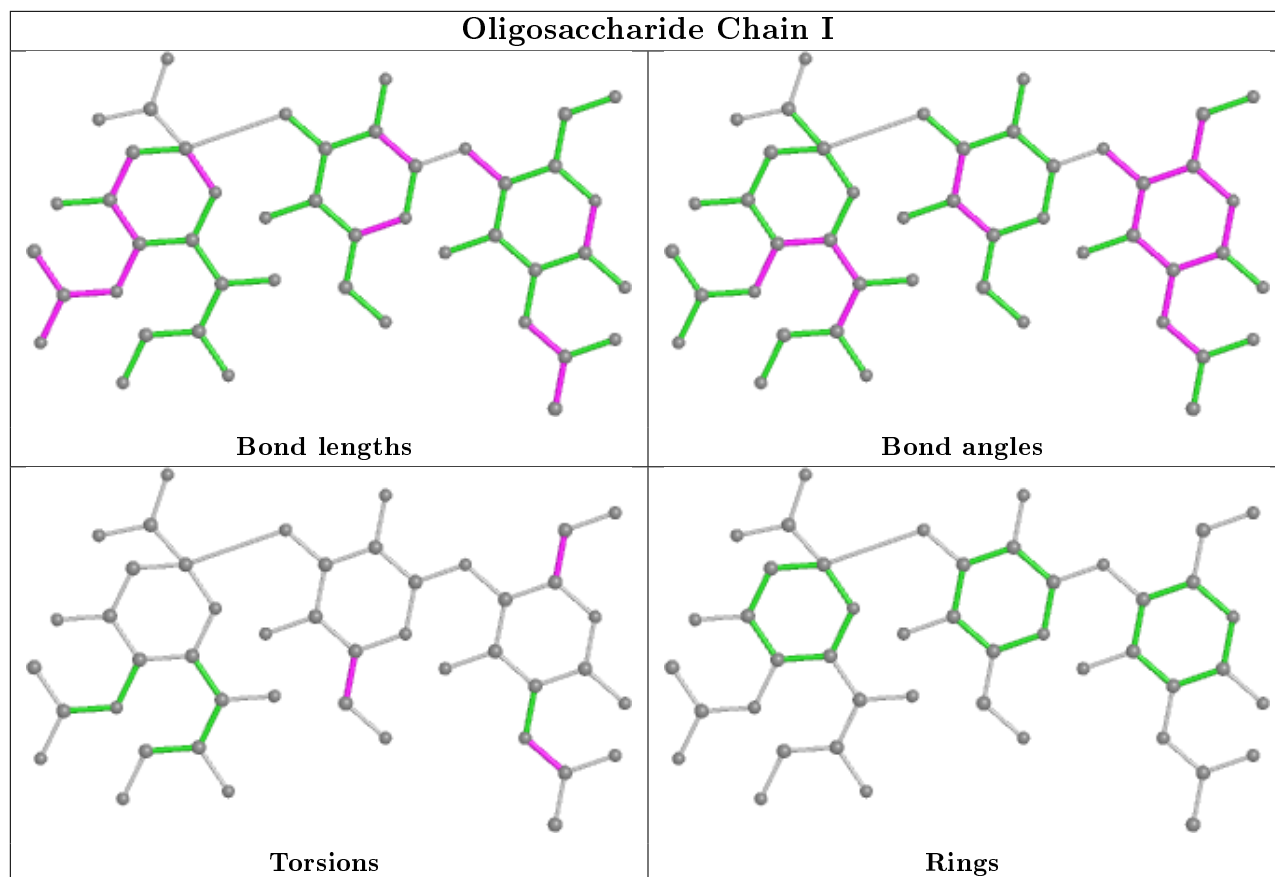 Oligosaccharide Chain I
Bond lengths
Bond angles
Torsions
Rings